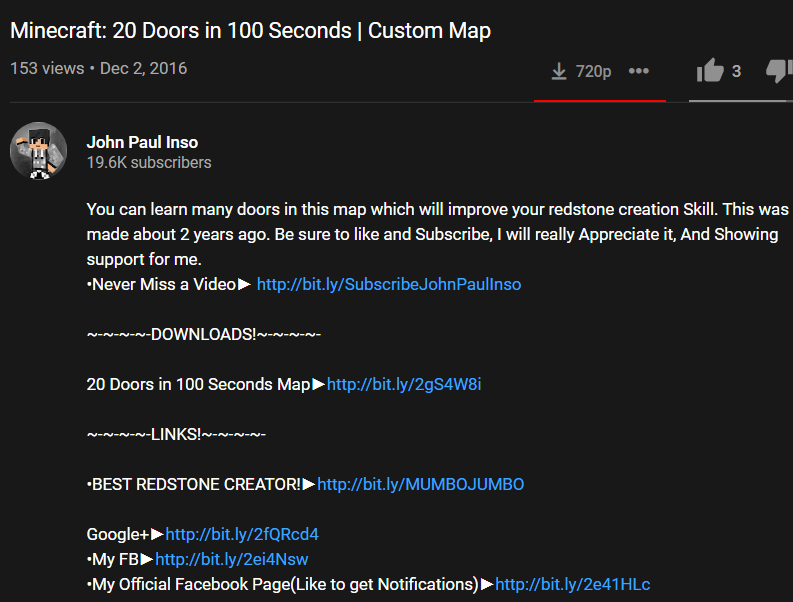 Minecraft: 20 Doors in 100 Seconds | Custom Map
153 views • Dec 2, 2016
720p
3
John Paul Inso
19.6K subscribers
You can learn many doors in this map which will improve your redstone creation Skill. This was
made about 2 years ago. Be sure to like and Subscribe, I will really Appreciate it, And Showing
support for me.
•Never Miss a Video► http://bit.ly/SubscribeJohnPaulInso
~-~-~-~-DOWNLOADS!~-~-~-~-
20 Doors in 100 Seconds Map►http://bit.ly/2gS4W8i
~-~-~-~-LINKS!~-~-~-~-
•BEST REDSTONE CREATOR!►http://bit.ly/MUMBOJUMBO
Google+►http://bit.ly/2fQRcd4
•My FB►http://bit.ly/2ei4Nsw
•My Official Facebook Page(Like to get Notifications)►http://bit.ly/2e41HLc